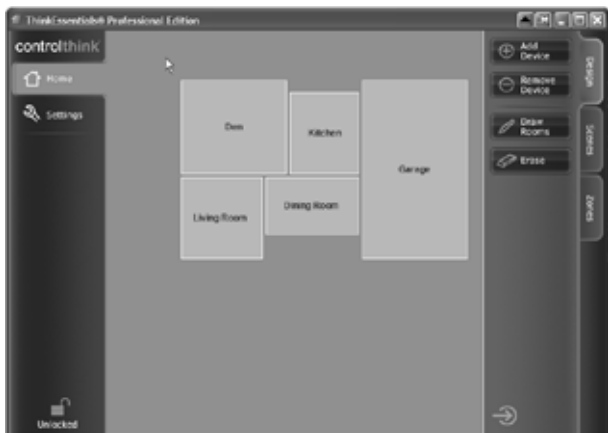 ThinkEssentials® Professional Edition
controlthink
Home
Settings
Den
Kitchen
Garage
Living Room
Dining Room
Add
Device
Remove
Device
Draw
Rooms
Erase
Design
Scenes
Zones
Unlocked